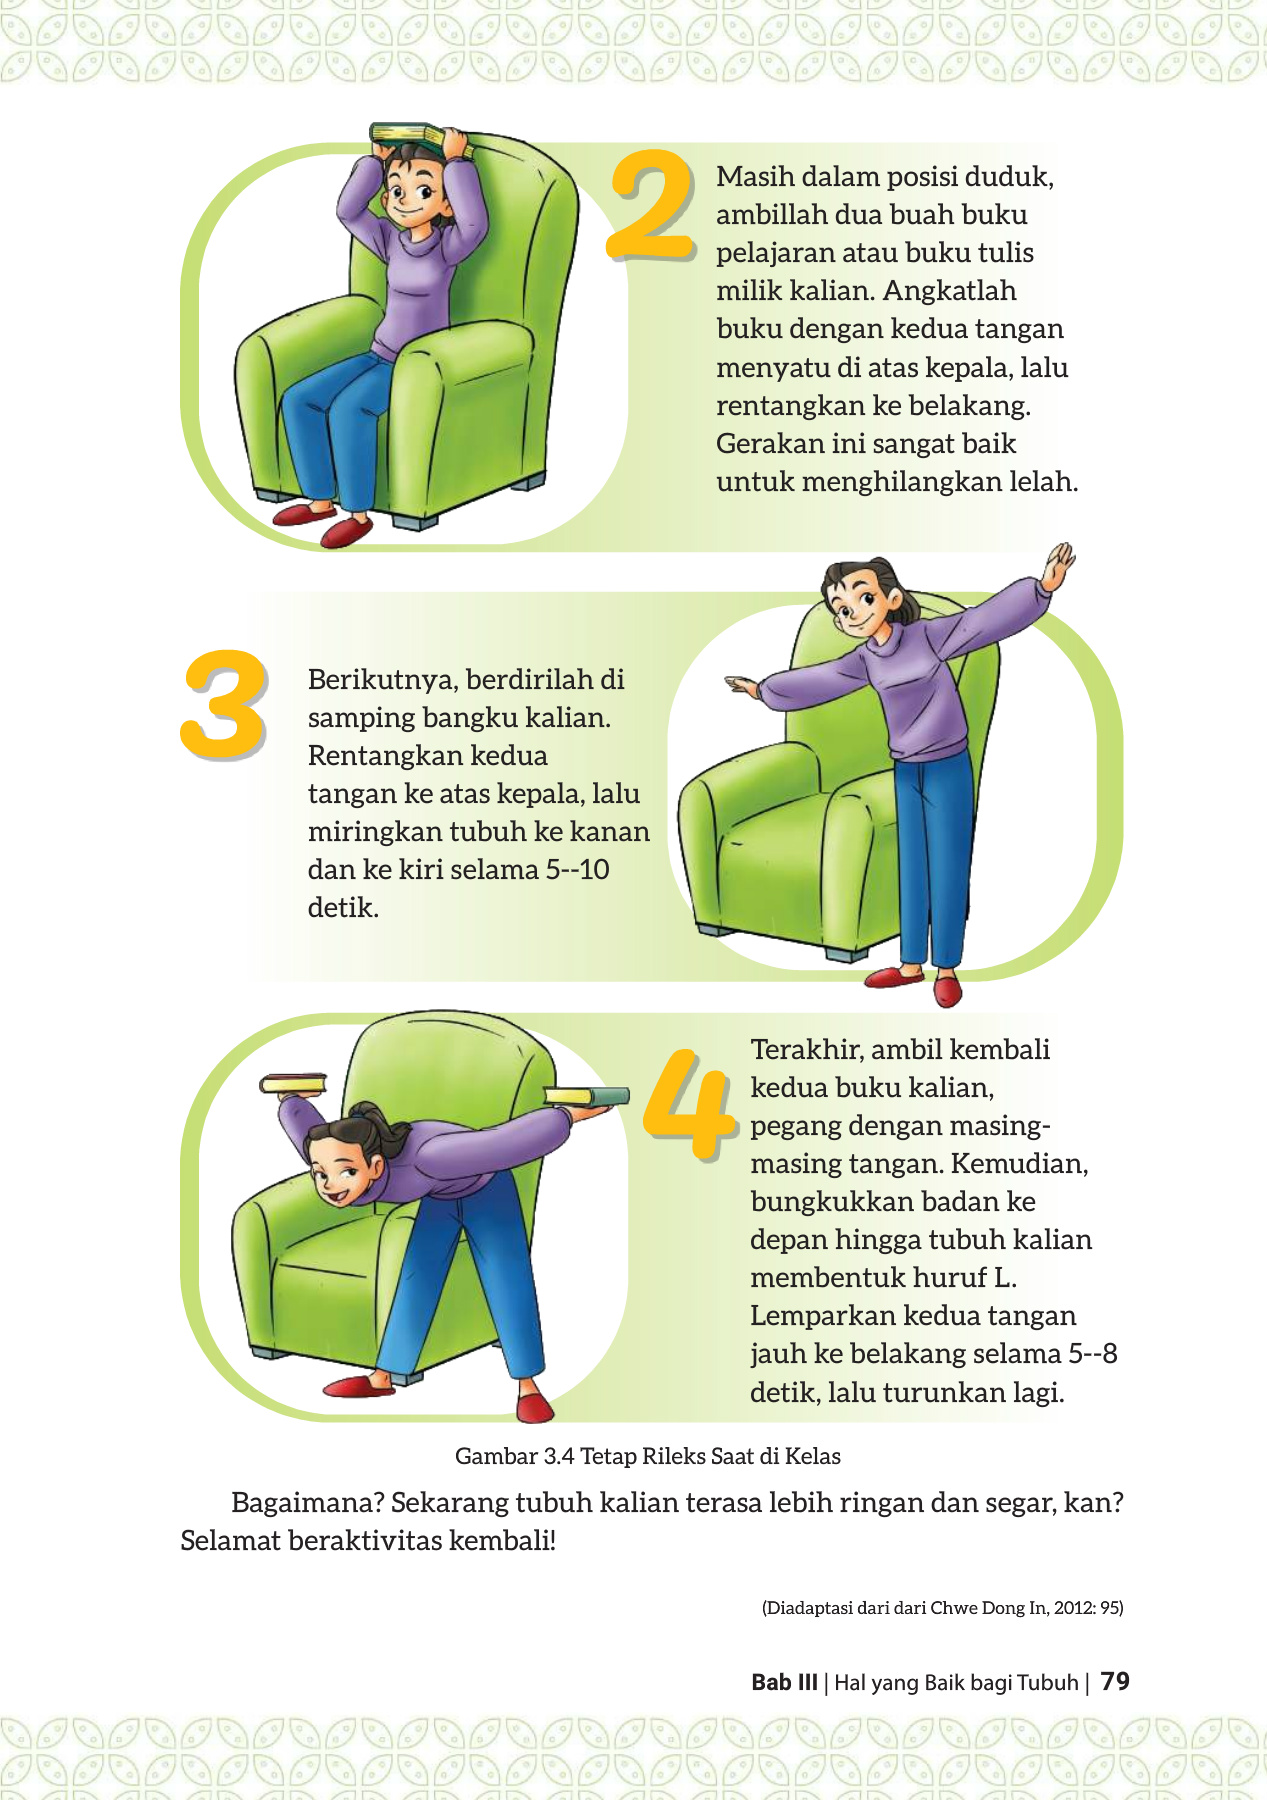 2
Masih dalam posisi duduk,
ambillah dua buah buku
pelajaran atau buku tulis
milik kalian. Angkatlah
buku dengan kedua tangan
menyatu di atas kepala, lalu
rentangkan ke belakang.
Gerakan ini sangat baik
untuk menghilangkan lelah.
3
Berikutnya, berdirilah di
samping bangku kalian.
Rentangkan kedua
tangan ke atas kepala, lalu
miringkan tubuh ke kanan
dan ke kiri selama 5--10
detik.
4
Terakhir, ambil kembali
kedua buku kalian,
pegang dengan masing-
masing tangan. Kemudian,
bungkukkan badan ke
depan hingga tubuh kalian
membentuk huruf L.
Lemparkan kedua tangan
jauh ke belakang selama 5--8
detik, lalu turunkan lagi.
Gambar 3.4 Tetap Rileks Saat di Kelas
Bagaimana? Sekarang tubuh kalian terasa lebih ringan dan segar, kan?
Selamat beraktivitas kembali!
(Diadaptasi dari dari Chwe Dong In, 2012: 95)
Bab III | Hal yang Baik bagi Tubuh | 79